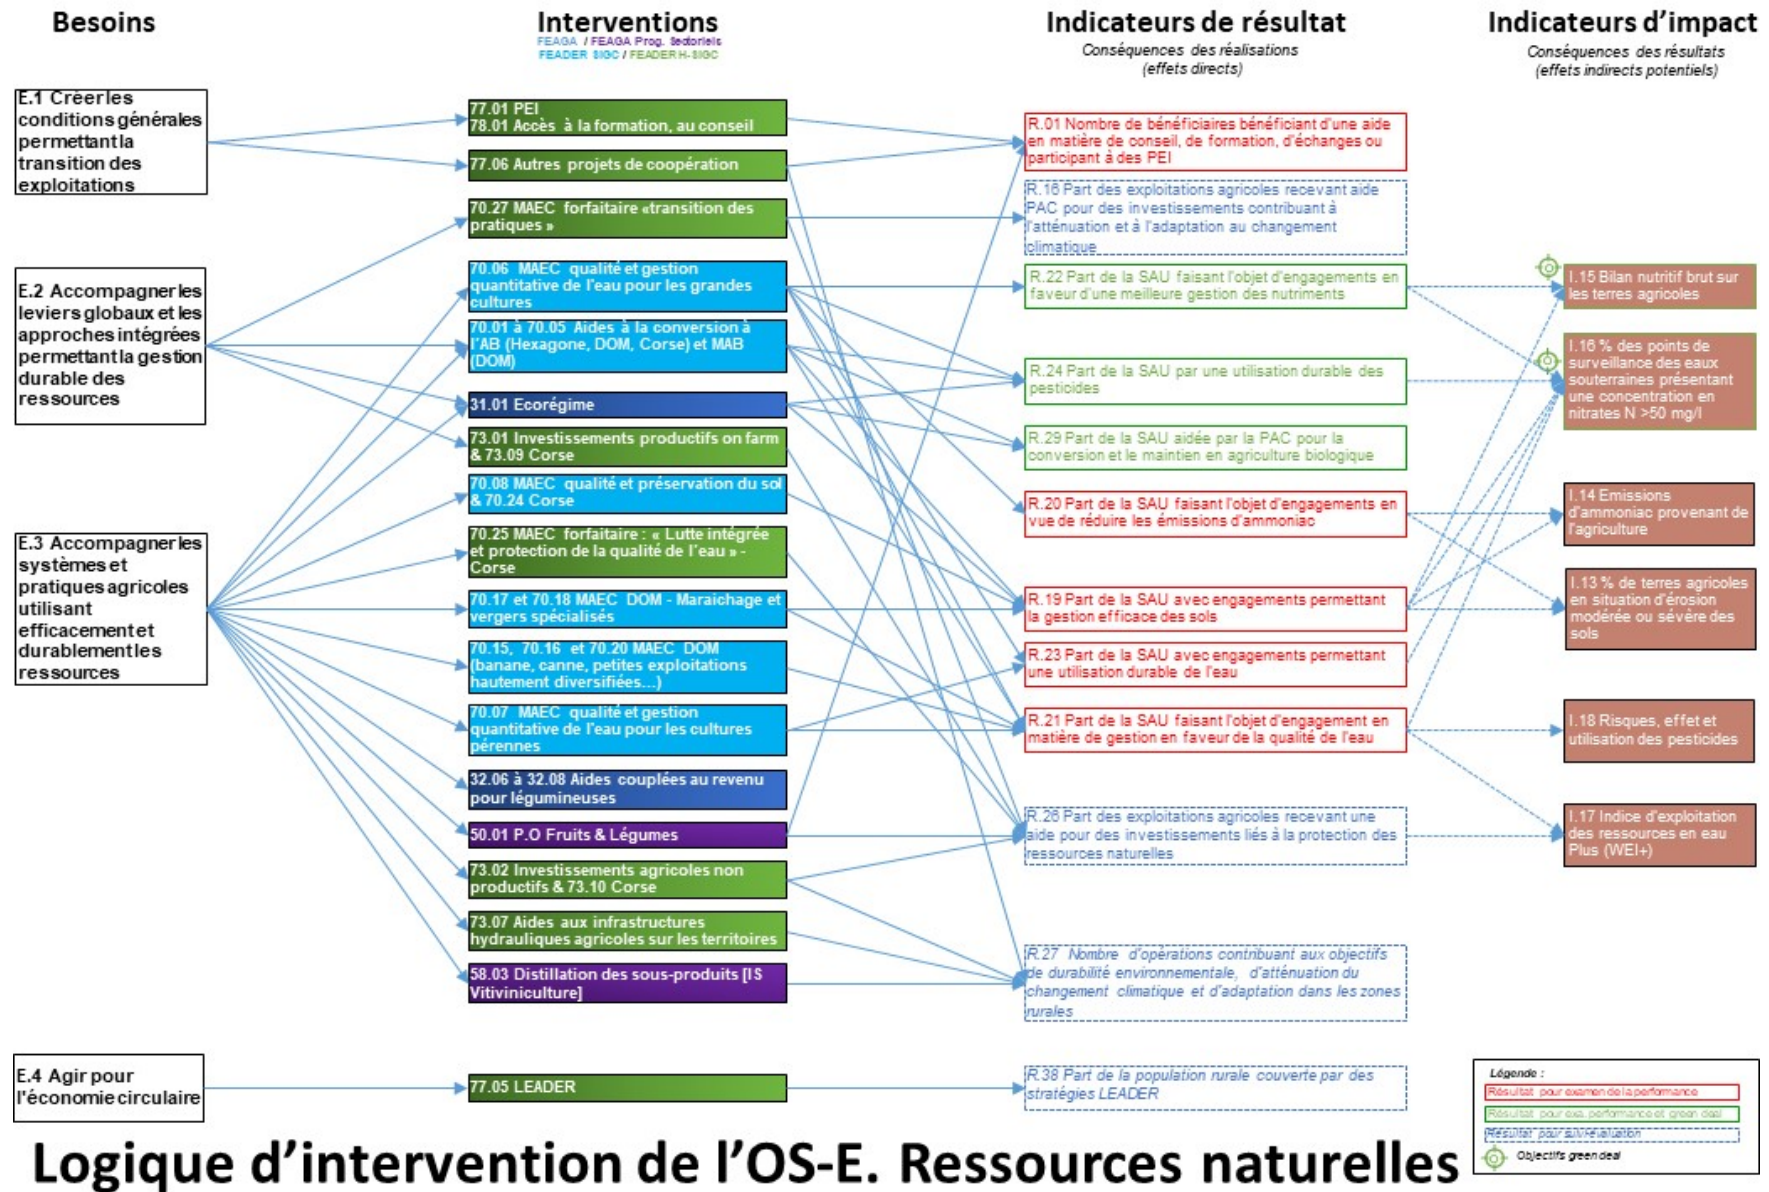 Besoins
Interventions
FEAGA / FEAGA Prog. Sectoriels
FEADER SIGC / FEADER H-SIGC
Indicateurs de résultat
Conséquences des réalisations
(effets directs)
Indicateurs d'impact
Conséquences des résultats
(effets indirects potentiels)
E.1 Créer les
conditions générales
permettant la
transition des
exploitations
E.2 Accompagner les
leviers globaux et les
approches intégrées
permettant la gestion
durable des
ressources
E.3 Accompagner les
systèmes et
pratiques agricoles
utilisant
efficacement et
durablement les
ressources
E.4 Agir pour
l'économie circulaire
77.01 PEI
78.01 Accès à la formation, au conseil
77.06 Autres projets de coopération
70.27 MAEC forfaitaire «transition des
pratiques »
70.06 MAEC qualité et gestion
quantitative de l'eau pour les grandes
cultures
70.01 à 70.05 Aides à la conversion à
l'AB (Hexagone, DOM, Corse) et MAB
(DOM)
31.01 Ecorégime
73.01 Investissements productifs on farm
& 73.09 Corse
70.08 MAEC qualité et préservation du sol
& 70.24 Corse
70.25 MAEC forfaitaire : « Lutte intégrée
et protection de la qualité de l'eau » -
Corse
70.17 et 70.18 MAEC DOM - Maraichage et
vergers spécialisés
70.15, 70.16 et 70.20 MAEC DOM
(banane, canne, petites exploitations
hautement diversifiées...)
70.07 MAEC qualité et gestion
quantitative de l'eau pour les cultures
pérennes
32.06 à 32.08 Aides couplées au revenu
pour légumineuses
50.01 P.O Fruits & Légumes
73.02 Investissements agricoles non
productifs & 73.10 Corse
73.07 Aides aux infrastructures
hydrauliques agricoles sur les territoires
58.03 Distillation des sous-produits [IS
Vitiviniculture]
77.05 LEADER
R.01 Nombre de bénéficiaires bénéficiant d'une aide
en matière de conseil, de formation, d'échanges ou
participant à des PEI
R.16 Part des exploitations agricoles recevant aide
PAC pour des investissements contribuant à
l'atténuation et à l'adaptation au changement
climatique
R.22 Part de la SAU faisant l'objet d'engagements en
faveur d'une meilleure gestion des nutriments
R.24 Part de la SAU par une utilisation durable des
pesticides
R.29 Part de la SAU aidée par la PAC pour la
conversion et le maintien en agriculture biologique
R.20 Part de la SAU faisant l'objet d'engagements en
vue de réduire les émissions d'ammoniac
R.19 Part de la SAU avec engagements permettant
la gestion efficace des sols
R.23 Part de la SAU avec engagements permettant
une utilisation durable de l'eau
R.21 Part de la SAU faisant l'objet d'engagement en
matière de gestion en faveur de la qualité de l'eau
R.26 Part des exploitations agricoles recevant une
aide pour des investissements liés à la protection des
ressources naturelles
R.27 Nombre d'opérations contribuant aux objectifs
de durabilité environnementale, d'atténuation du
changement climatique et d'adaptation dans les zones
rurales
R.38 Part de la population rurale couverte par des
stratégies LEADER
I.15 Bilan nutritif brut sur
les terres agricoles
I.16 % des points de
surveillance des eaux
souterraines présentant
une concentration en
nitrates N >50 mg/l
I.14 Emissions
d'ammoniac provenant de
l'agriculture
I.13 % de terres agricoles
en situation d'érosion
modérée ou sévère des
sols
I.18 Risques, effet et
utilisation des pesticides
I.17 Indice d'exploitation
des ressources en eau
Plus (WEI+)
Légende :
Résultat pour examen de la performance
Résultat pour exa. performance et green deal
Résultat pour suivi-évaluation
Objectifs green deal
Logique d'intervention de l'OS-E. Ressources naturelles